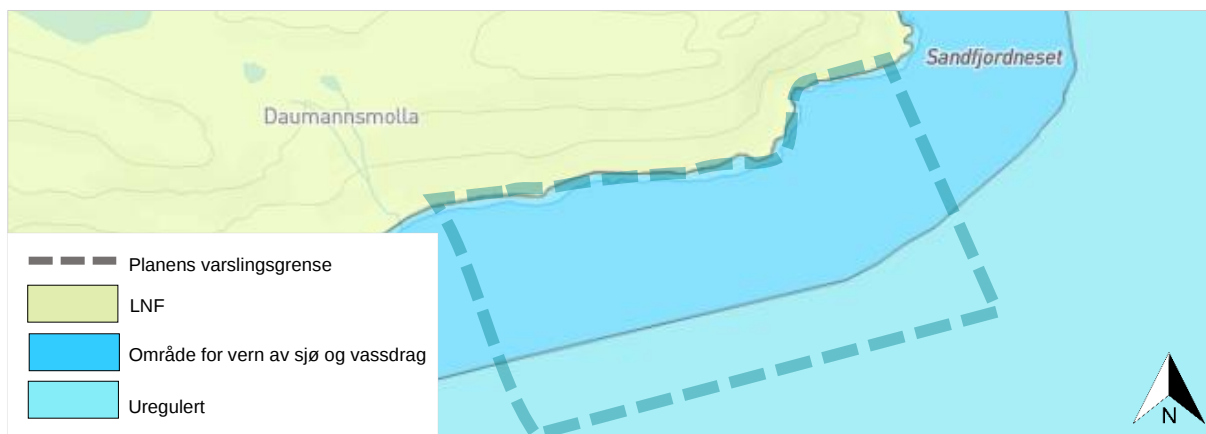 Sandfjordneset
Daumannsmolla
Planens varslingsgrense
LNF
Område for vern av sjø og vassdrag
Uregulert
N